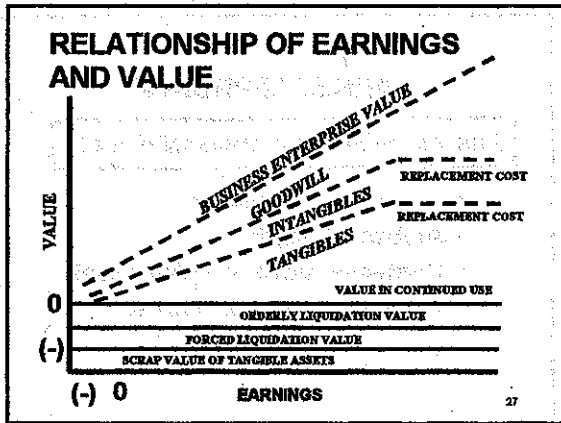 RELATIONSHIP OF EARNINGS
AND VALUE
BUSINESS ENTERPRISE VALUE
GOODWILL
REPLACEMENT COST
INTANGIBLES
REPLACEMENT COST
TANGIBLES
VALUE
VALUE IN CONTINUED USE
0
ORDERLY LIQUIDATION VALUE
FORCED LIQUIDATION VALUE
(-)
SCRAP VALUE OF TANGIBLE ASSETS
(-) 0 EARNINGS
27